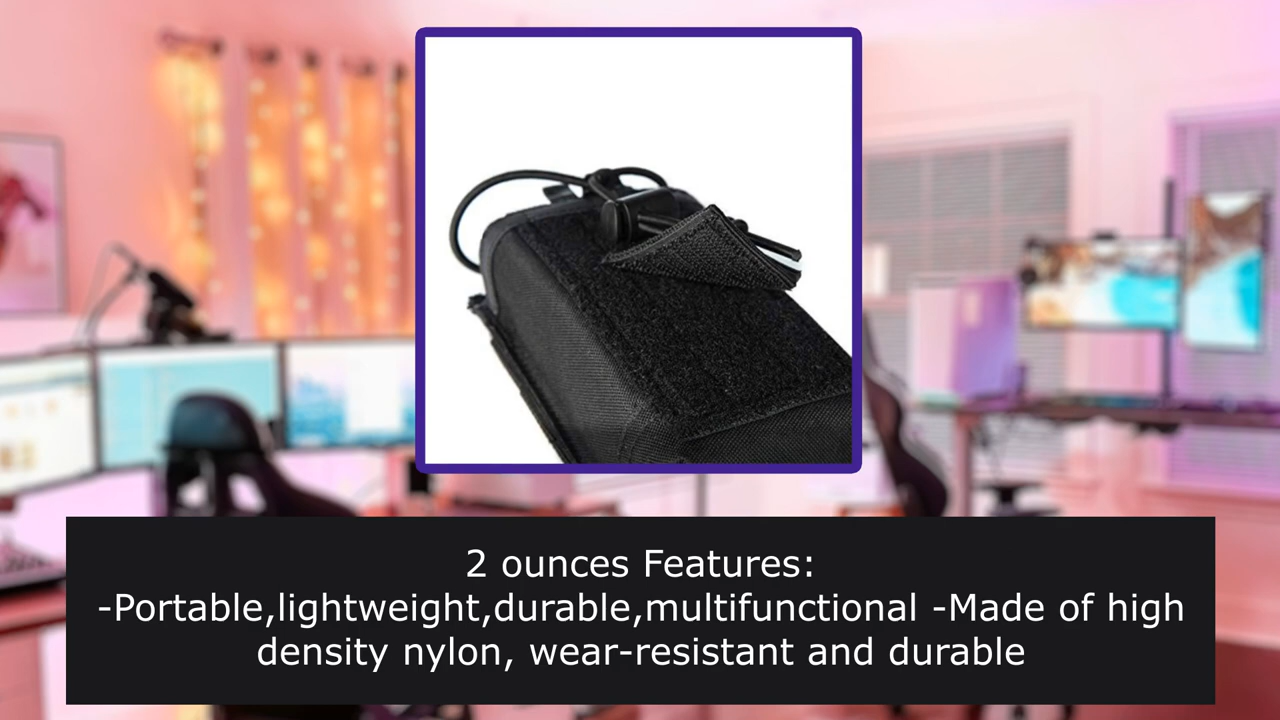 2 ounces Features:
-Portable,lightweight,durable,multifunctional -Made of high
density nylon, wear-resistant and durable